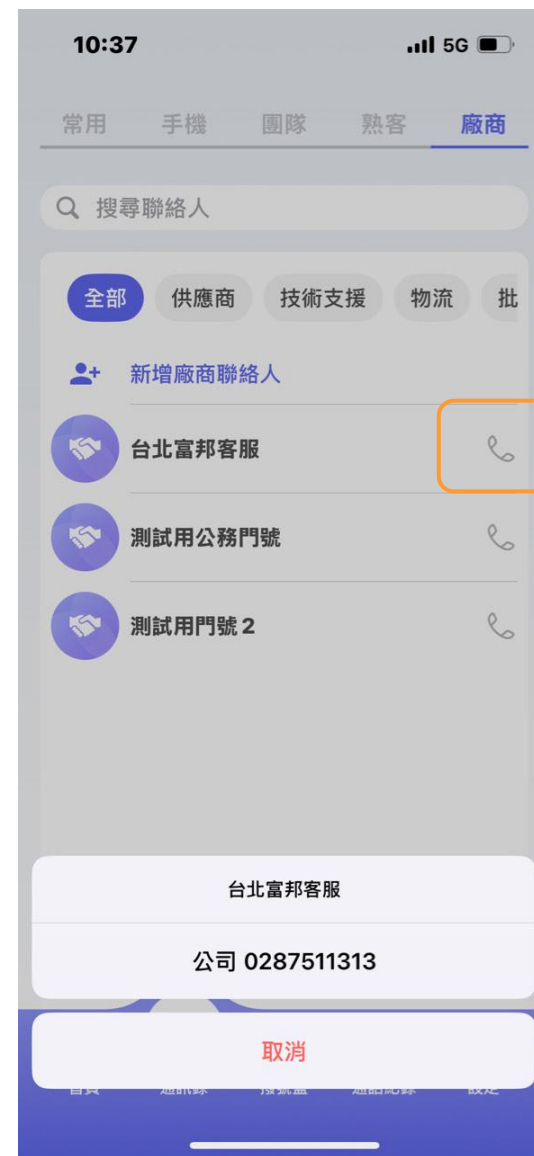 10:37
5G
常用 手機 團隊 熟客 廠商
搜尋聯絡人
全部 供應商 技術支援 物流 批
新增廠商聯絡人
台北富邦客服
測試用公務門號
測試用門號 2
台北富邦客服
公司 0287511313
取消